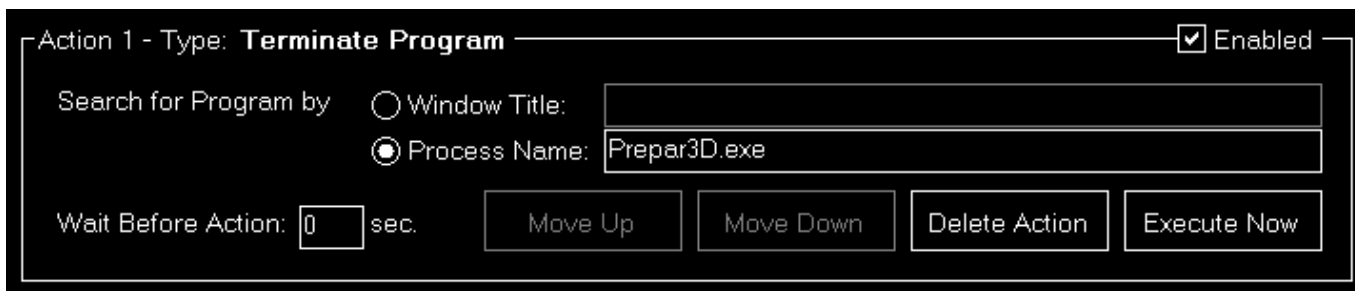 Action 1 - Type: Terminate Program Enabled
Search for Program by Window Title:
Process Name: Prepar3D.exe
Wait Before Action: 0 sec. Move Up Move Down Delete Action Execute Now